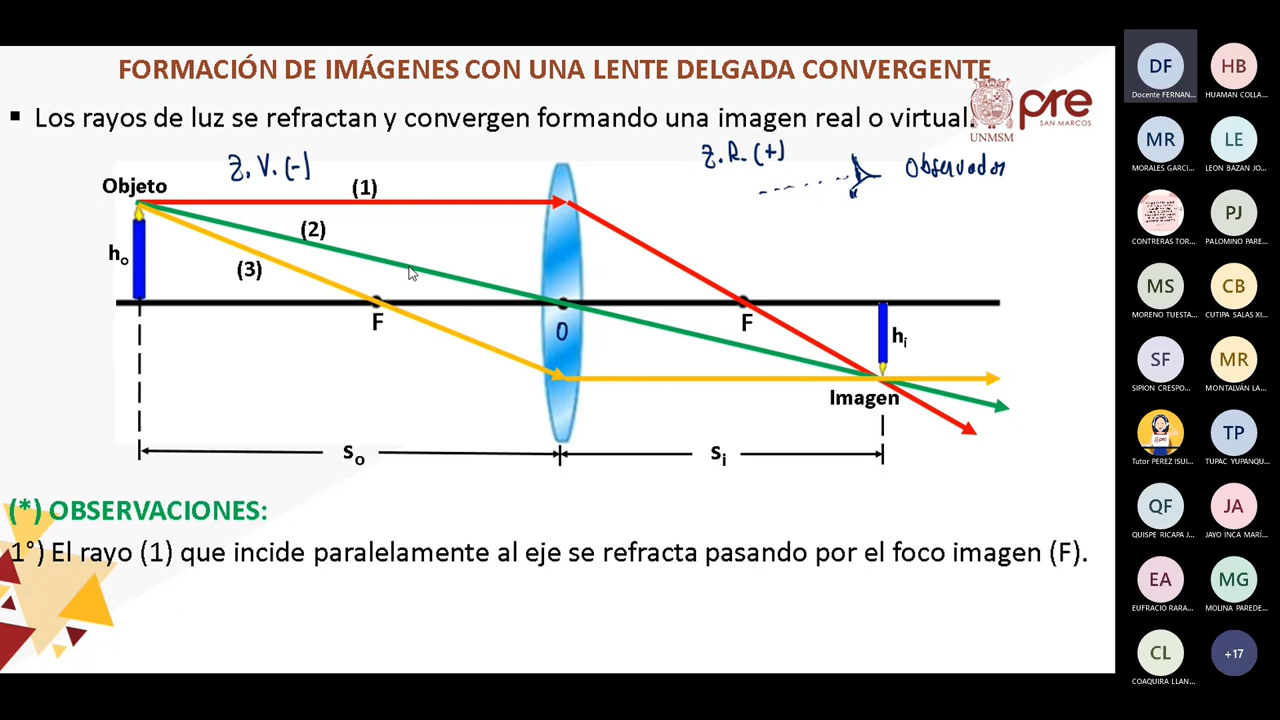 FORMACIÓN DE IMÁGENES CON UNA LENTE DELGADA CONVERGENTE
▪ Los rayos de luz se refractan y convergen formando una imagen real o virtual.
UNMSM
pre
SAN MARCOS
Z.V.(-)
Z.R.(+)
Observador
Objeto
(1)
(2)
(3)
ho
F
O
F
hi
Imagen
so
si
(*) OBSERVACIONES:
1°) El rayo (1) que incide paralelamente al eje se refracta pasando por el foco imagen (F).
DF
HB
Docente FERNAN...
HUAMAN COLLA...
MR
LE
MORALES GARCI...
LEON BAZAN JO...
PJ
CONTRERAS TOR...
PALOMINO PARE...
MS
CB
MORENO TUESTA...
CUTIPA SALAS XI...
SF
MR
SIPION CRESPO...
MONTALVÁN LA...
TP
Tutor PEREZ ISUI...
TUPAC YUPANQU...
QF
JA
QUISPE RICAPA J...
JAYO INCA MARÍ...
EA
MG
EUFRACIO RARA...
MOLINA PAREDE...
CL
+17
COAQUIRA LLAN...